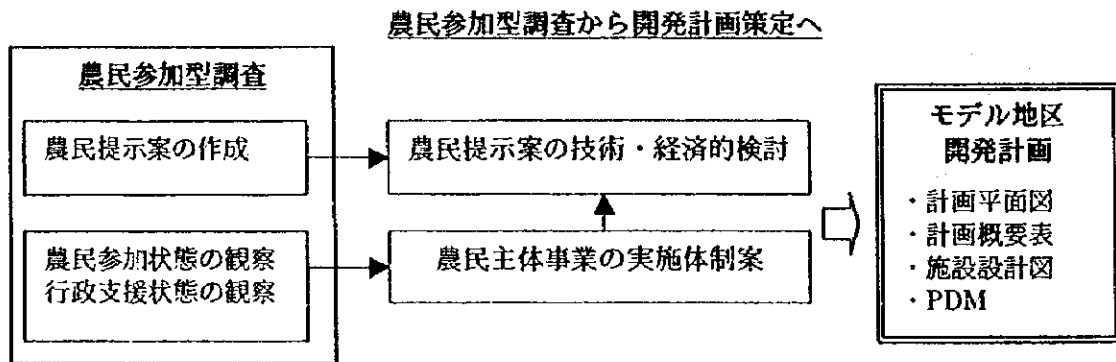 農民参加型調査から開発計画策定へ
農民参加型調査
農民提示案の作成
農民参加状態の観察
行政支援状態の観察
農民提示案の技術・経済的検討
農民主体事業の実施体制案
モデル地区
開発計画
・計画平面図
・計画概要表
・施設設計図
・PDM